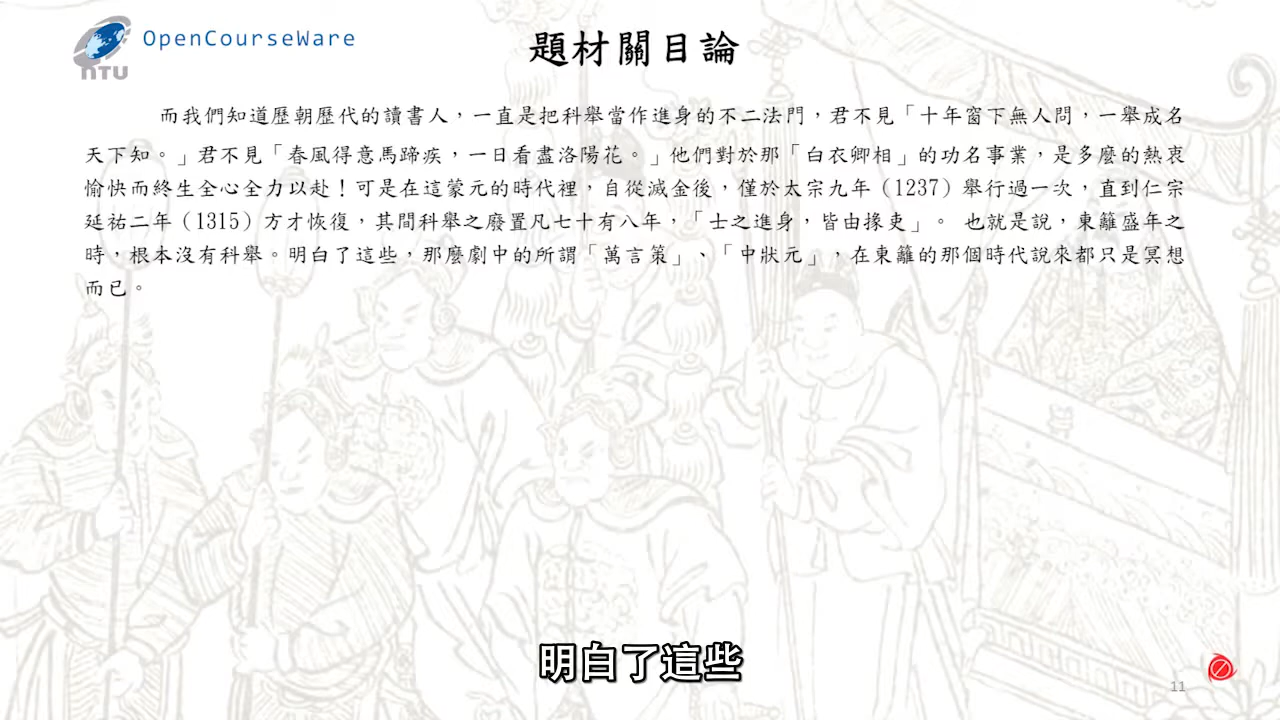 OpenCourseWare
NTU
題材關目論
而我們知道歷朝歷代的讀書人，一直是把科舉當作進身的不二法門，君不見「十年窗下無人問，一舉成名
天下知。」君不見「春風得意馬蹄疾，一日看盡洛陽花。」他們對於那「白衣卿相」的功名事業，是多麼的熱衷
愉快而終生全心全力以赴！可是在這蒙元的時代裡，自從滅金後，僅於太宗九年（1237）舉行過一次，直到仁宗
延祐二年（1315）方才恢復，其間科舉之廢置凡七十有八年，「士之進身，皆由掾吏」。 也就是說，東籬盛年之
時，根本沒有科舉。明白了這些，那麼劇中的所謂「萬言策」、「中狀元」，在東籬的那個時代說來都只是冥想
而已。
明白了這些
11